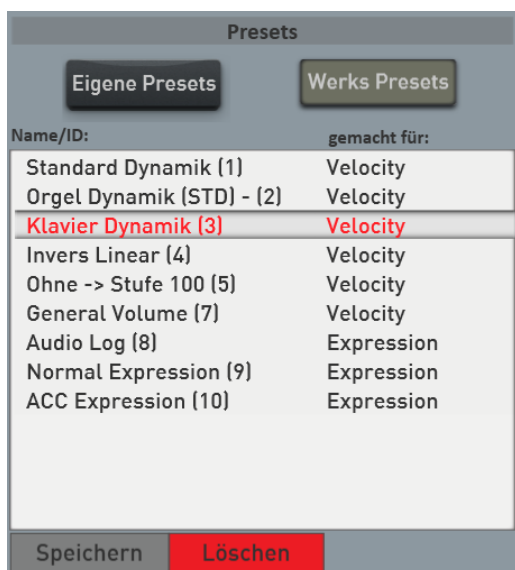 Presets
Eigene Presets Werks Presets
Name/ID: gemacht für:
Standard Dynamik (1) Velocity
Orgel Dynamik (STD) - (2) Velocity
Klavier Dynamik (3) Velocity
Invers Linear (4) Velocity
Ohne -> Stufe 100 (5) Velocity
General Volume (7) Velocity
Audio Log (8) Expression
Normal Expression (9) Expression
ACC Expression (10) Expression
Speichern Löschen